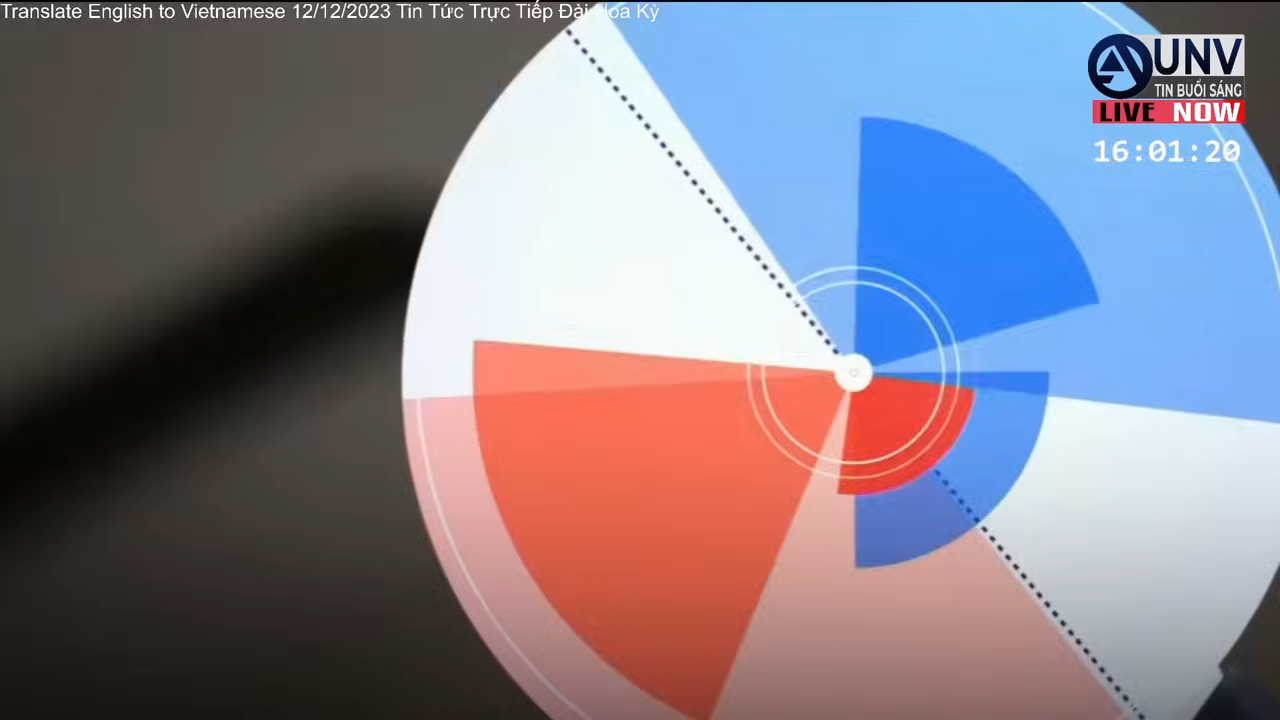 Translate English to Vietnamese 12/12/2023 Tin Tức Trực Tiếp Đài Hoa Kỳ
UNV
TIN BUỔI SÁNG
LIVE NOW
16:01:20